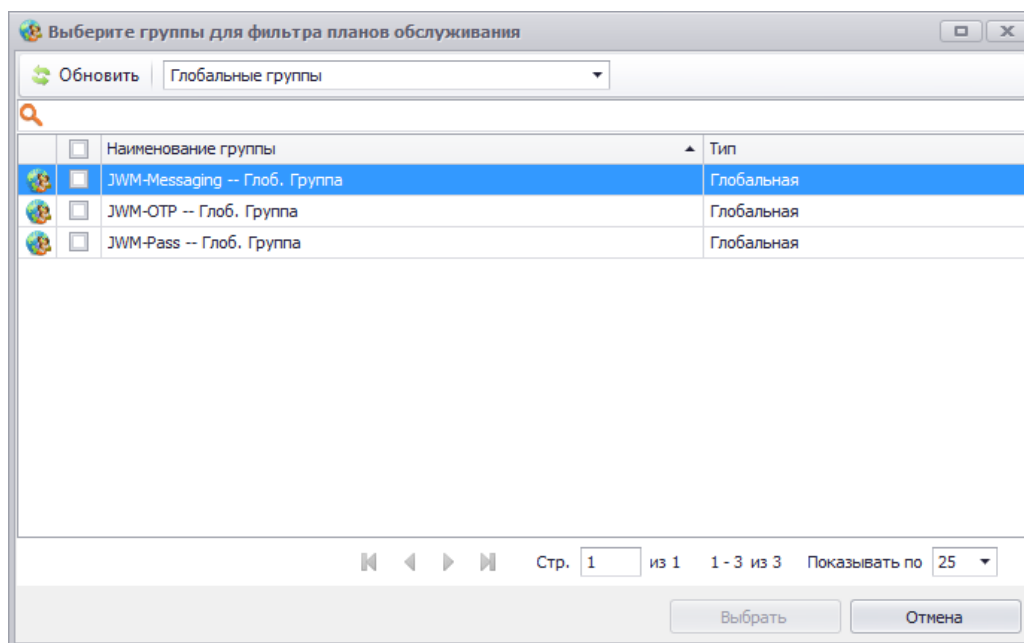 Выберите группы для фильтра планов обслуживания
Обновить Глобальные группы
Наименование группы Тип
JWM-Messaging -- Глоб. Группа Глобальная
JWM-OTP -- Глоб. Группа Глобальная
JWM-Pass -- Глоб. Группа Глобальная
Стр. 1 из 1 1 - 3 из 3 Показывать по 25
Выбрать Отмена